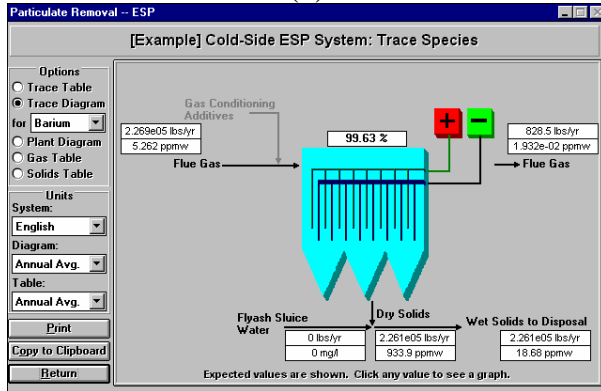 Particulate Removal -- ESP
[Example] Cold-Side ESP System: Trace Species
Options
Trace Table
Trace Diagram
for Barium
Plant Diagram
Gas Table
Solids Table
Units
System:
English
Diagram:
Annual Avg.
Table:
Annual Avg.
Print
Copy to Clipboard
Return
Gas Conditioning
Additives
2.269e05 lbs/yr
5.262 ppmw
Flue Gas
99.63 %
+
−
828.5 lbs/yr
1.932e-02 ppmw
Flue Gas
Flyash Sluice
Water
Dry Solids
Wet Solids to Disposal
0 lbs/yr
0 mg/l
2.261e05 lbs/yr
933.9 ppmw
2.261e05 lbs/yr
18.68 ppmw
Expected values are shown. Click any value to see a graph.